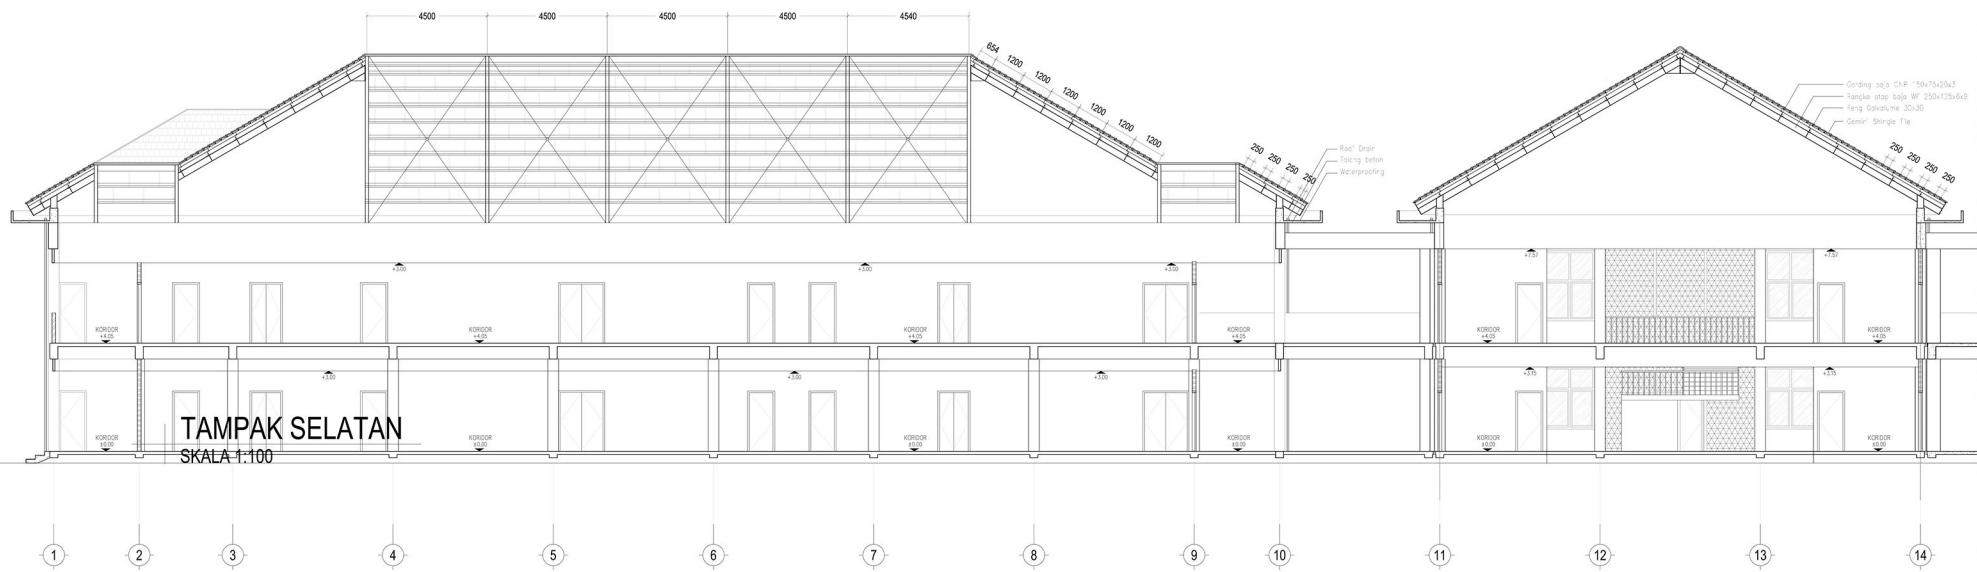 4500 4500 4500 4500 4540
654 1200 1200 1200 1200 1200 1200
250 250 250 250
Roof Drain
Talang beton
Waterproofing
Gording baja CNP 150x75x20x3
Rangka atap baja WF 250x125x6x9
Reng Galvalume 30x30
Genteng Shingle Tile
250 250 250 250
+3.00 +3.00 +3.00 +7.57 +7.57
KORIDOR KORIDOR KORIDOR KORIDOR KORIDOR KORIDOR
+4.05 +4.05 +4.05 +4.05 +4.05 +4.05
+3.00 +3.00 +3.00 +3.75 +3.75
TAMPAK SELATAN
KORIDOR KORIDOR KORIDOR KORIDOR KORIDOR KORIDOR
±0.00 ±0.00 ±0.00 ±0.00 ±0.00 ±0.00
SKALA 1:100
1 2 3 4 5 6 7 8 9 10 11 12 13 14